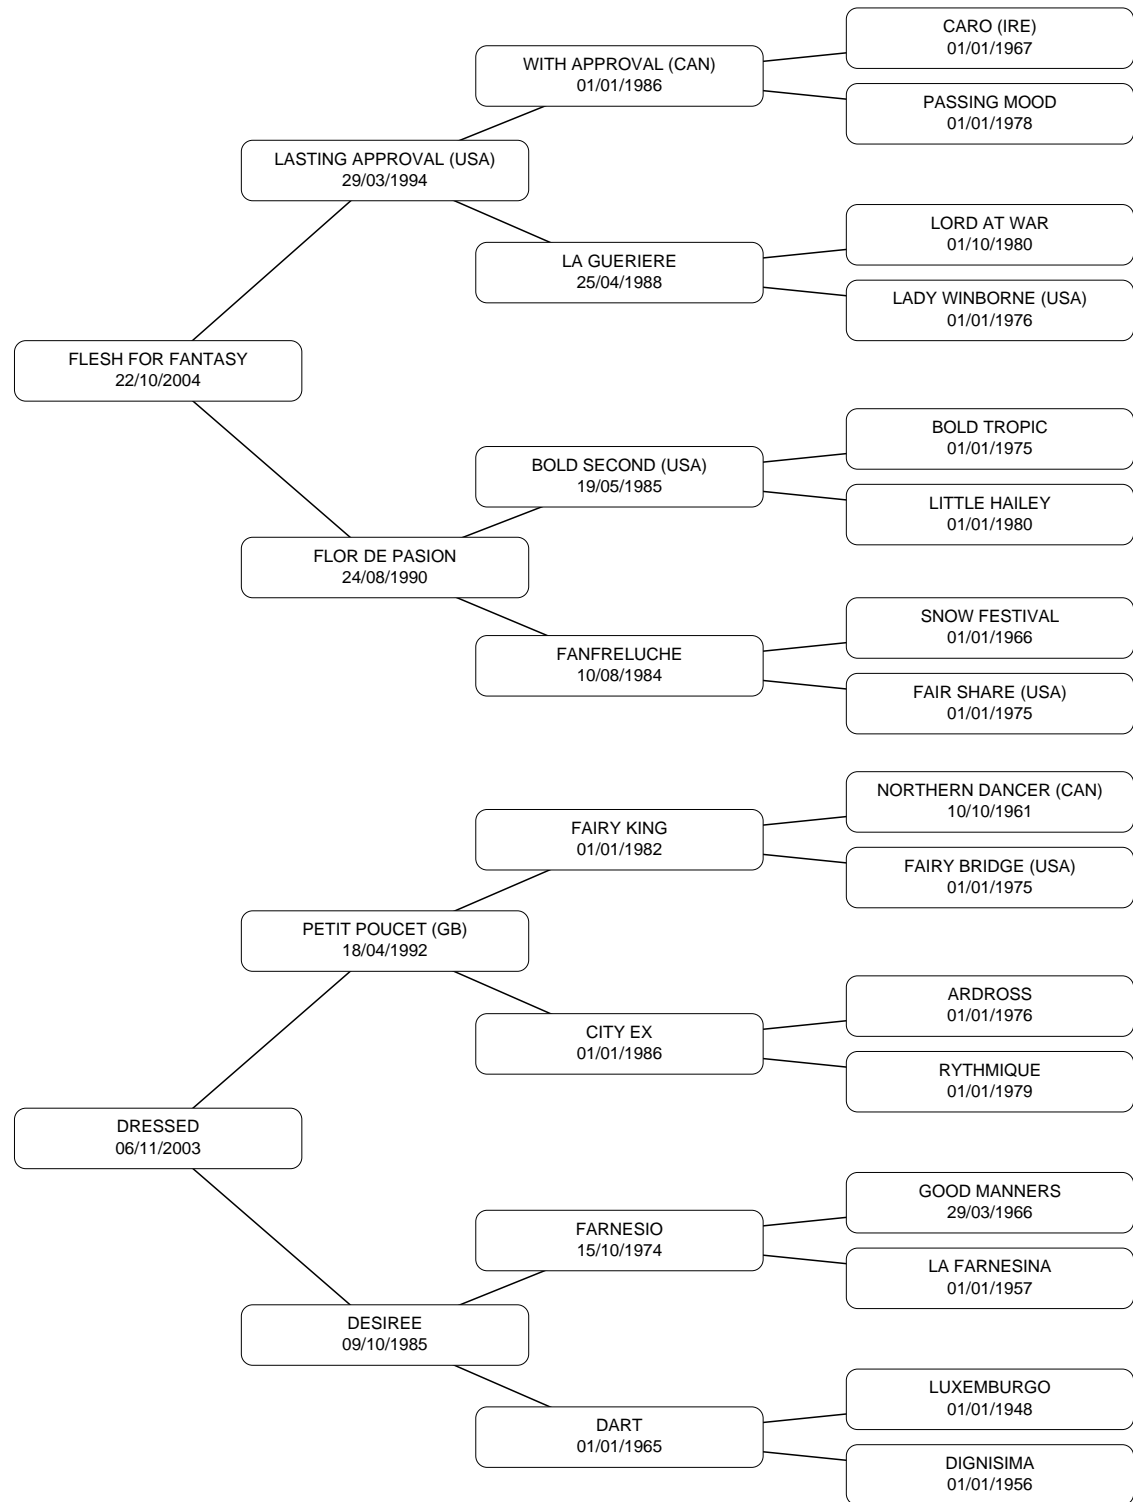 CARO (IRE)
01/01/1967
WITH APPROVAL (CAN)
01/01/1986
PASSING MOOD
01/01/1978
LASTING APPROVAL (USA)
29/03/1994
LORD AT WAR
01/10/1980
LA GUERIERE
25/04/1988
LADY WINBORNE (USA)
01/01/1976
FLESH FOR FANTASY
22/10/2004
BOLD TROPIC
01/01/1975
BOLD SECOND (USA)
19/05/1985
LITTLE HAILEY
01/01/1980
FLOR DE PASION
24/08/1990
SNOW FESTIVAL
01/01/1966
FANFRELUCHE
10/08/1984
FAIR SHARE (USA)
01/01/1975
NORTHERN DANCER (CAN)
10/10/1961
FAIRY KING
01/01/1982
FAIRY BRIDGE (USA)
01/01/1975
PETIT POUCET (GB)
18/04/1992
ARDROSS
01/01/1976
CITY EX
01/01/1986
RYTHMIQUE
01/01/1979
DRESSED
06/11/2003
GOOD MANNERS
29/03/1966
FARNESIO
15/10/1974
LA FARNESINA
01/01/1957
DESIREE
09/10/1985
LUXEMBURGO
01/01/1948
DART
01/01/1965
DIGNISIMA
01/01/1956